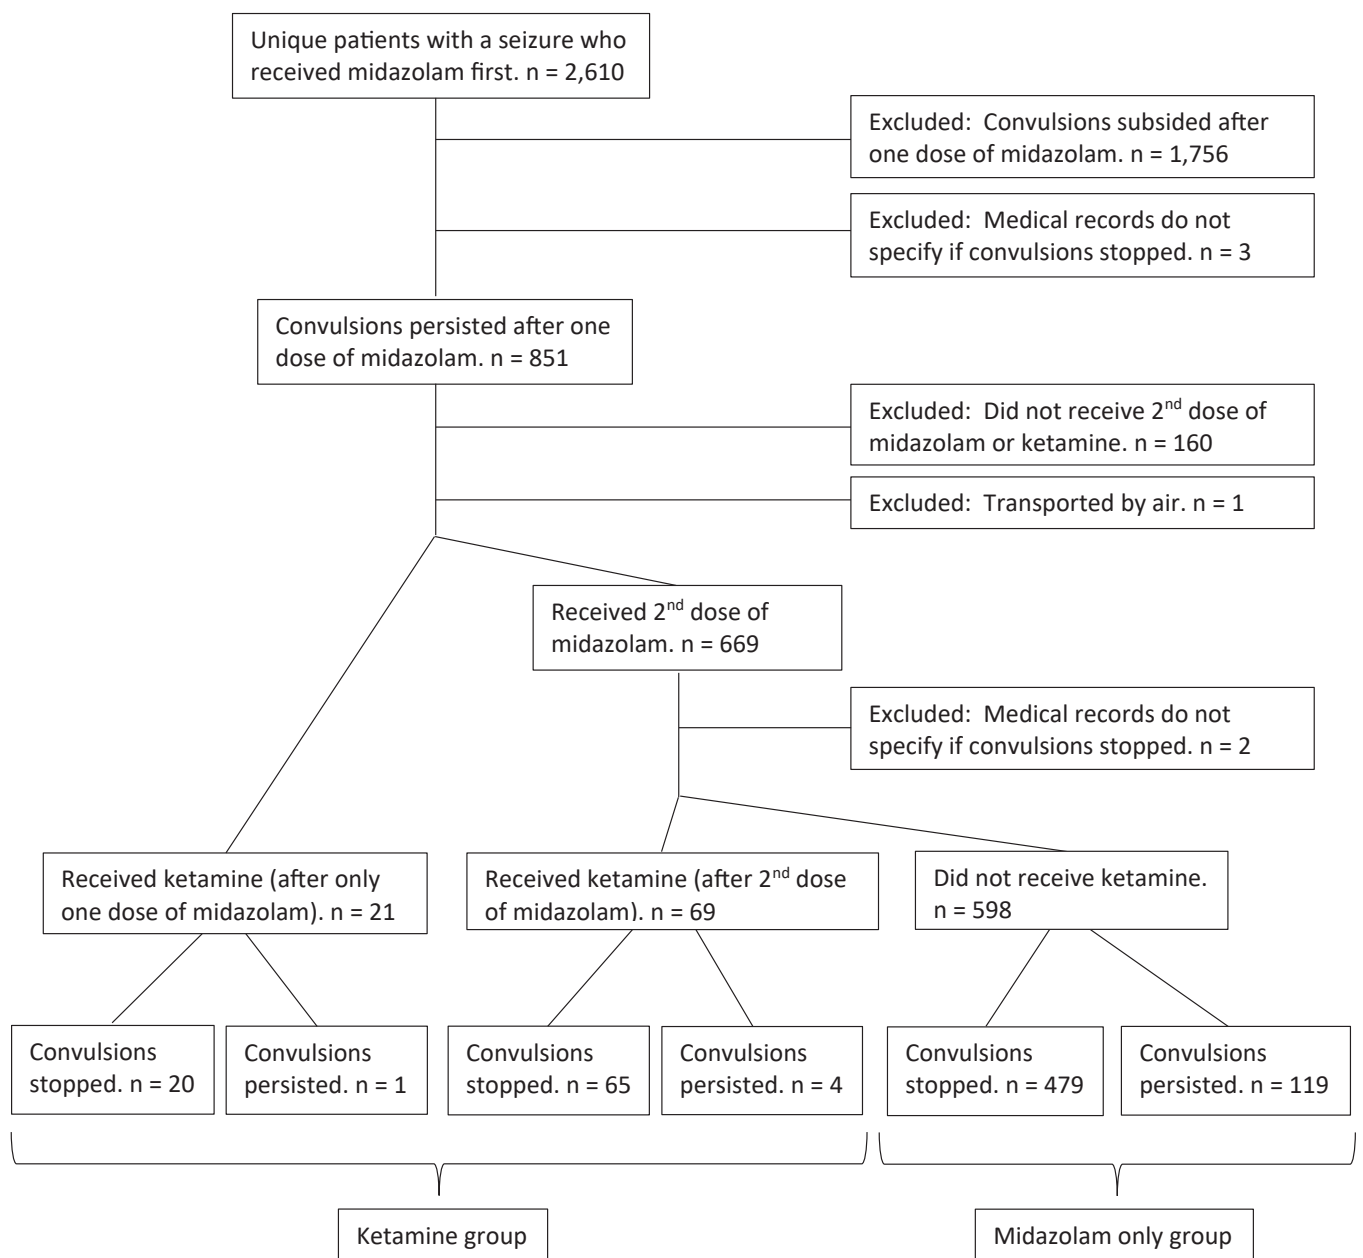 Unique patients with a seizure who
received midazolam first. n = 2,610
Excluded: Convulsions subsided after
one dose of midazolam. n = 1,756
Excluded: Medical records do not
specify if convulsions stopped. n = 3
Convulsions persisted after one
dose of midazolam. n = 851
Excluded: Did not receive 2nd dose of
midazolam or ketamine. n = 160
Excluded: Transported by air. n = 1
Received 2nd dose of
midazolam. n = 669
Excluded: Medical records do not
specify if convulsions stopped. n = 2
Received ketamine (after only
one dose of midazolam). n = 21
Received ketamine (after 2nd dose
of midazolam). n = 69
Did not receive ketamine.
n = 598
Convulsions
stopped. n = 20
Convulsions
persisted. n = 1
Convulsions
stopped. n = 65
Convulsions
persisted. n = 4
Convulsions
stopped. n = 479
Convulsions
persisted. n = 119
Ketamine group
Midazolam only group